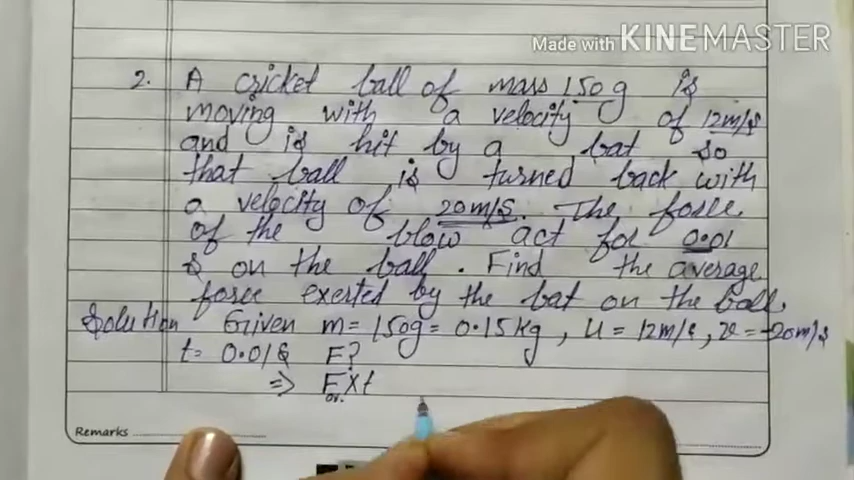 Made with KINEMASTER
2. A cricket ball of mass 150g is
moving with a velocity of 12m/s
and is hit by a bat so
that ball is turned back with
a velocity of 20m/s. The force
of the blow act for 0.01
s on the ball. Find the average
force exerted by the bat on the ball.
Solution Given m= 150g= 0.15kg, u= 12m/s, v= -20m/s
t= 0.01s F?
=> Fav. x t
Remarks